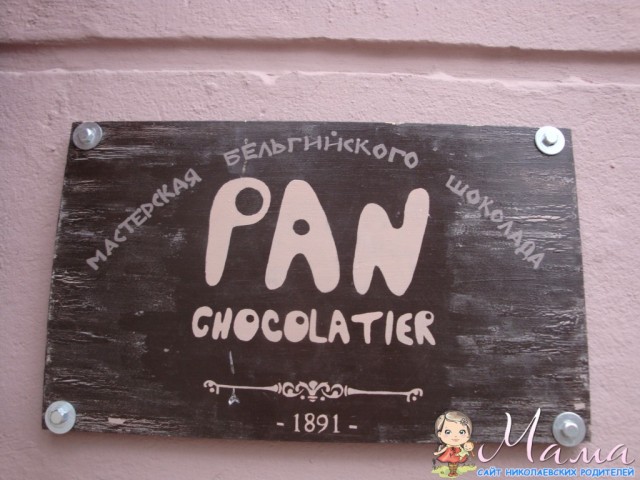 МАСТЕРСКАЯ БЕЛЬГИЙСКОГО ШОКОЛАДА
PAN
CHOCOLATIER
- 1891 -
Мама
САЙТ НИКОЛАЕВСКИХ РОДИТЕЛЕЙ